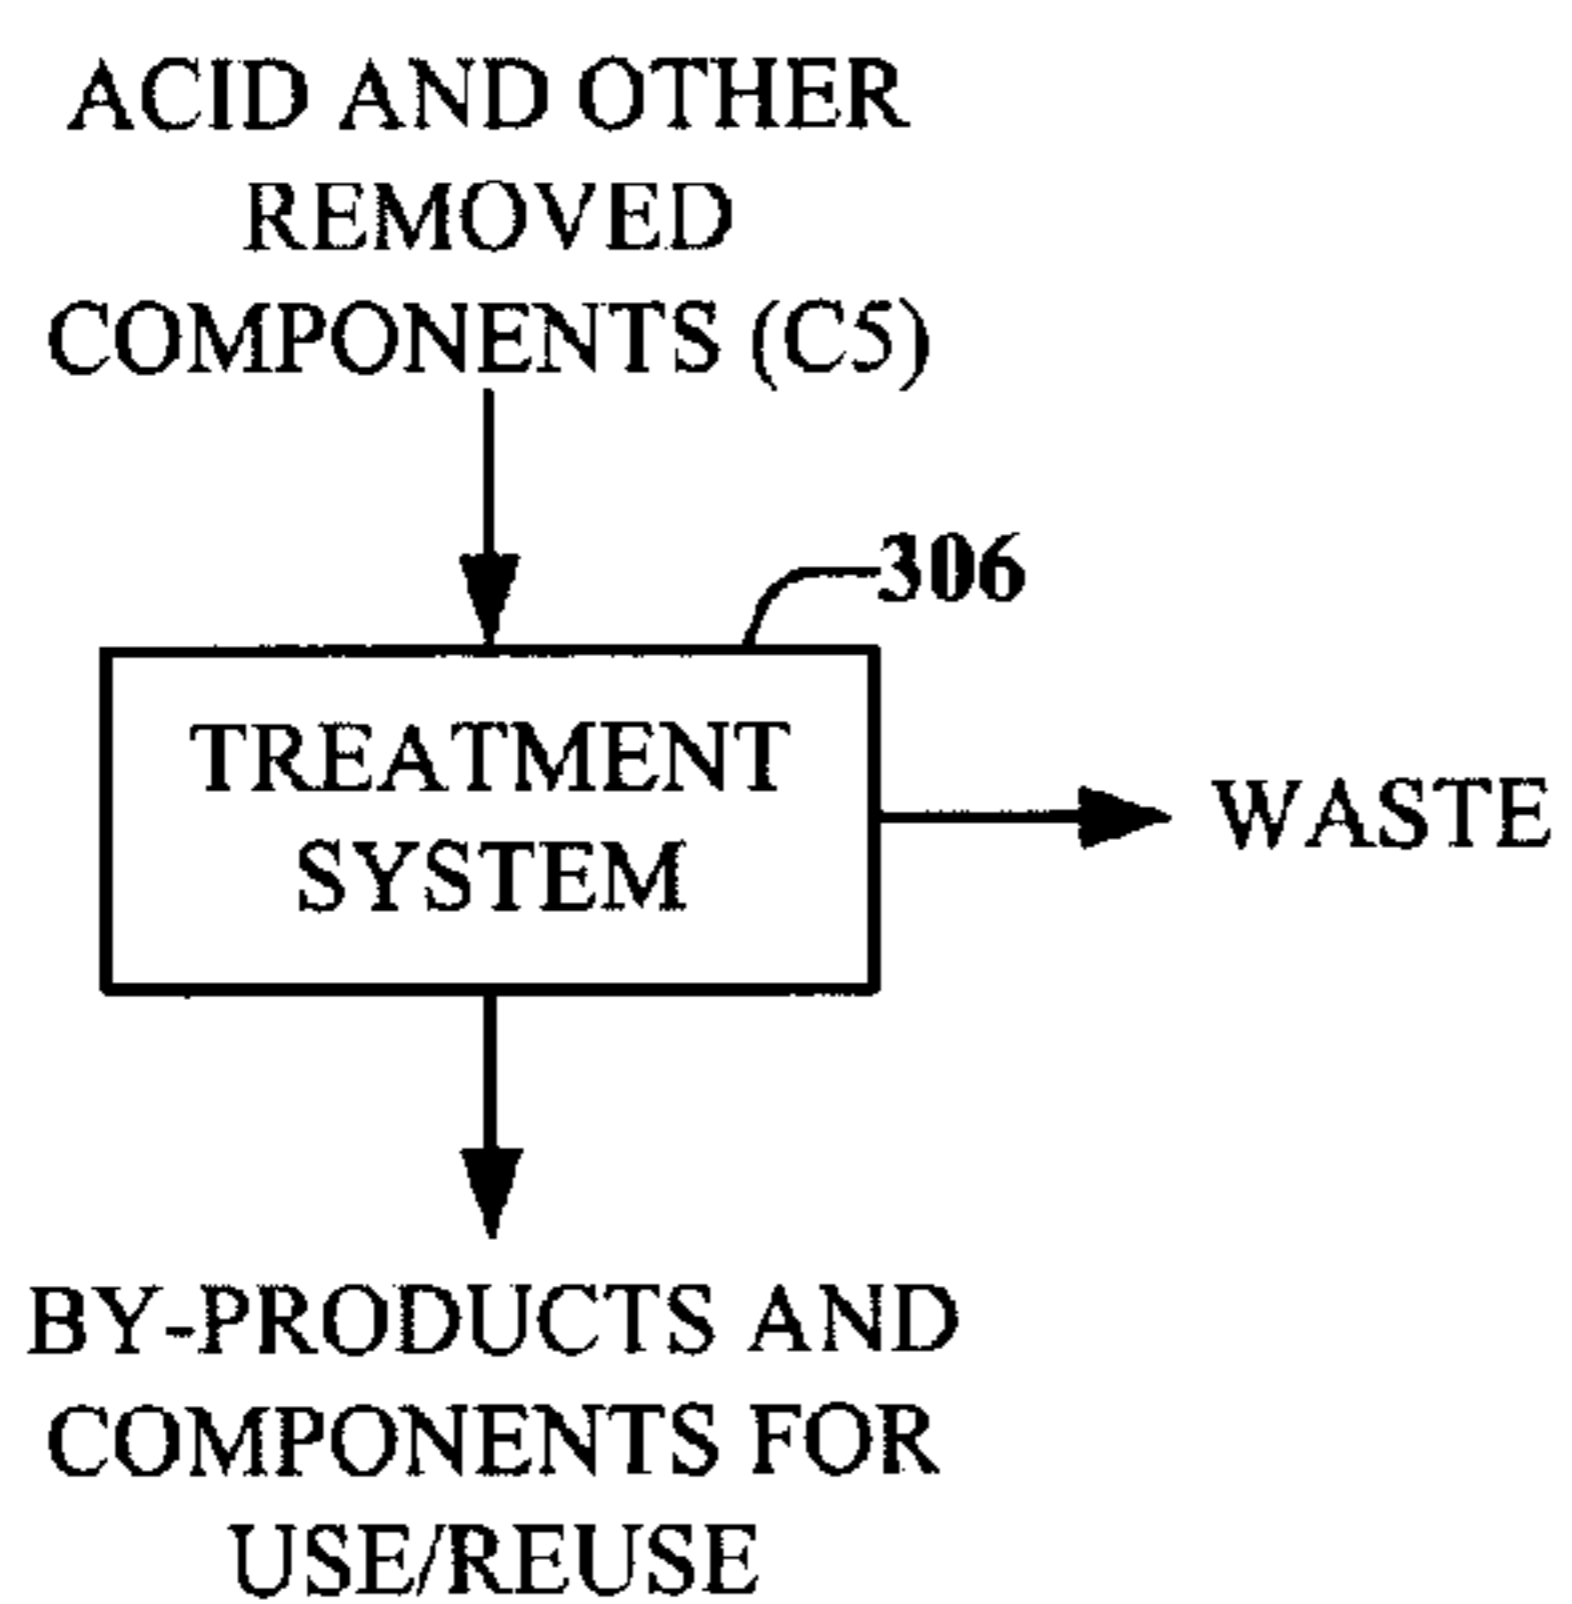 ACID AND OTHER
REMOVED
COMPONENTS (C5)
306
TREATMENT
SYSTEM
WASTE
BY-PRODUCTS AND
COMPONENTS FOR
USE/REUSE